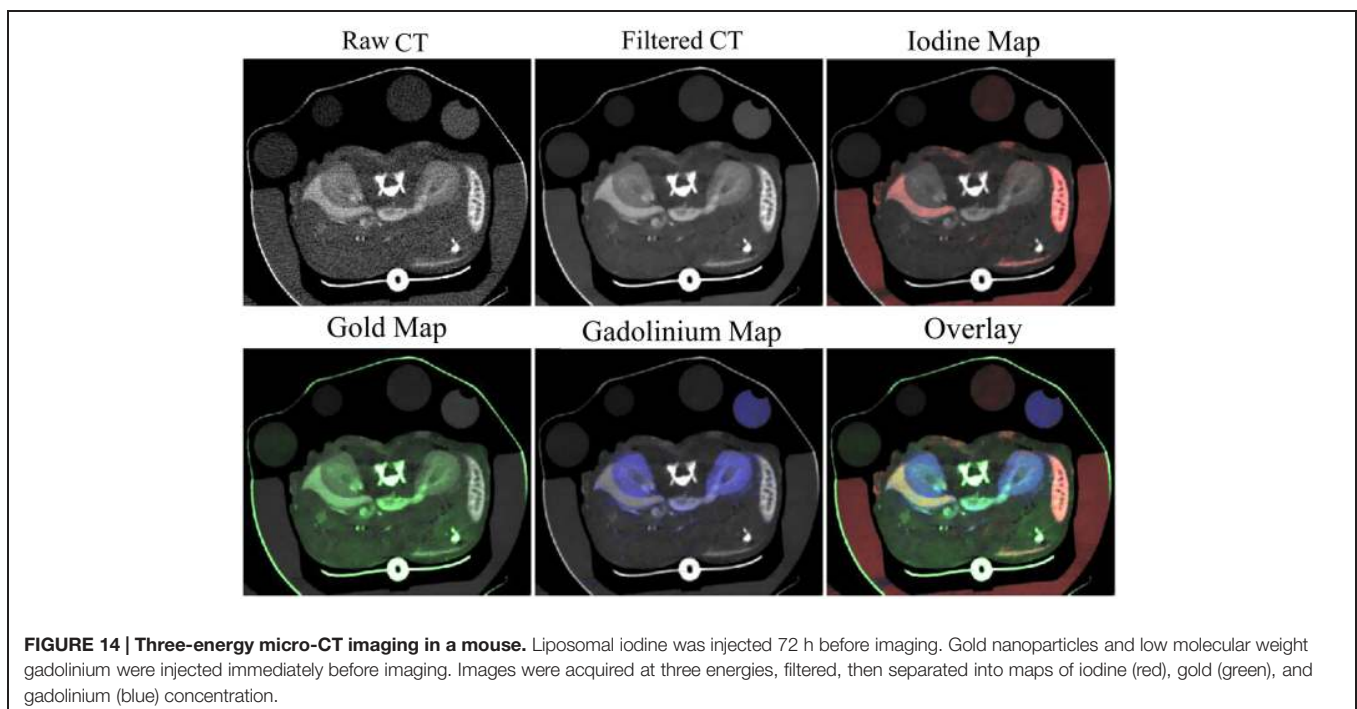 Raw CT
Filtered CT
Iodine Map
Gold Map
Gadolinium Map
Overlay
FIGURE 14 | Three-energy micro-CT imaging in a mouse. Liposomal iodine was injected 72 h before imaging. Gold nanoparticles and low molecular weight
gadolinium were injected immediately before imaging. Images were acquired at three energies, filtered, then separated into maps of iodine (red), gold (green), and
gadolinium (blue) concentration.